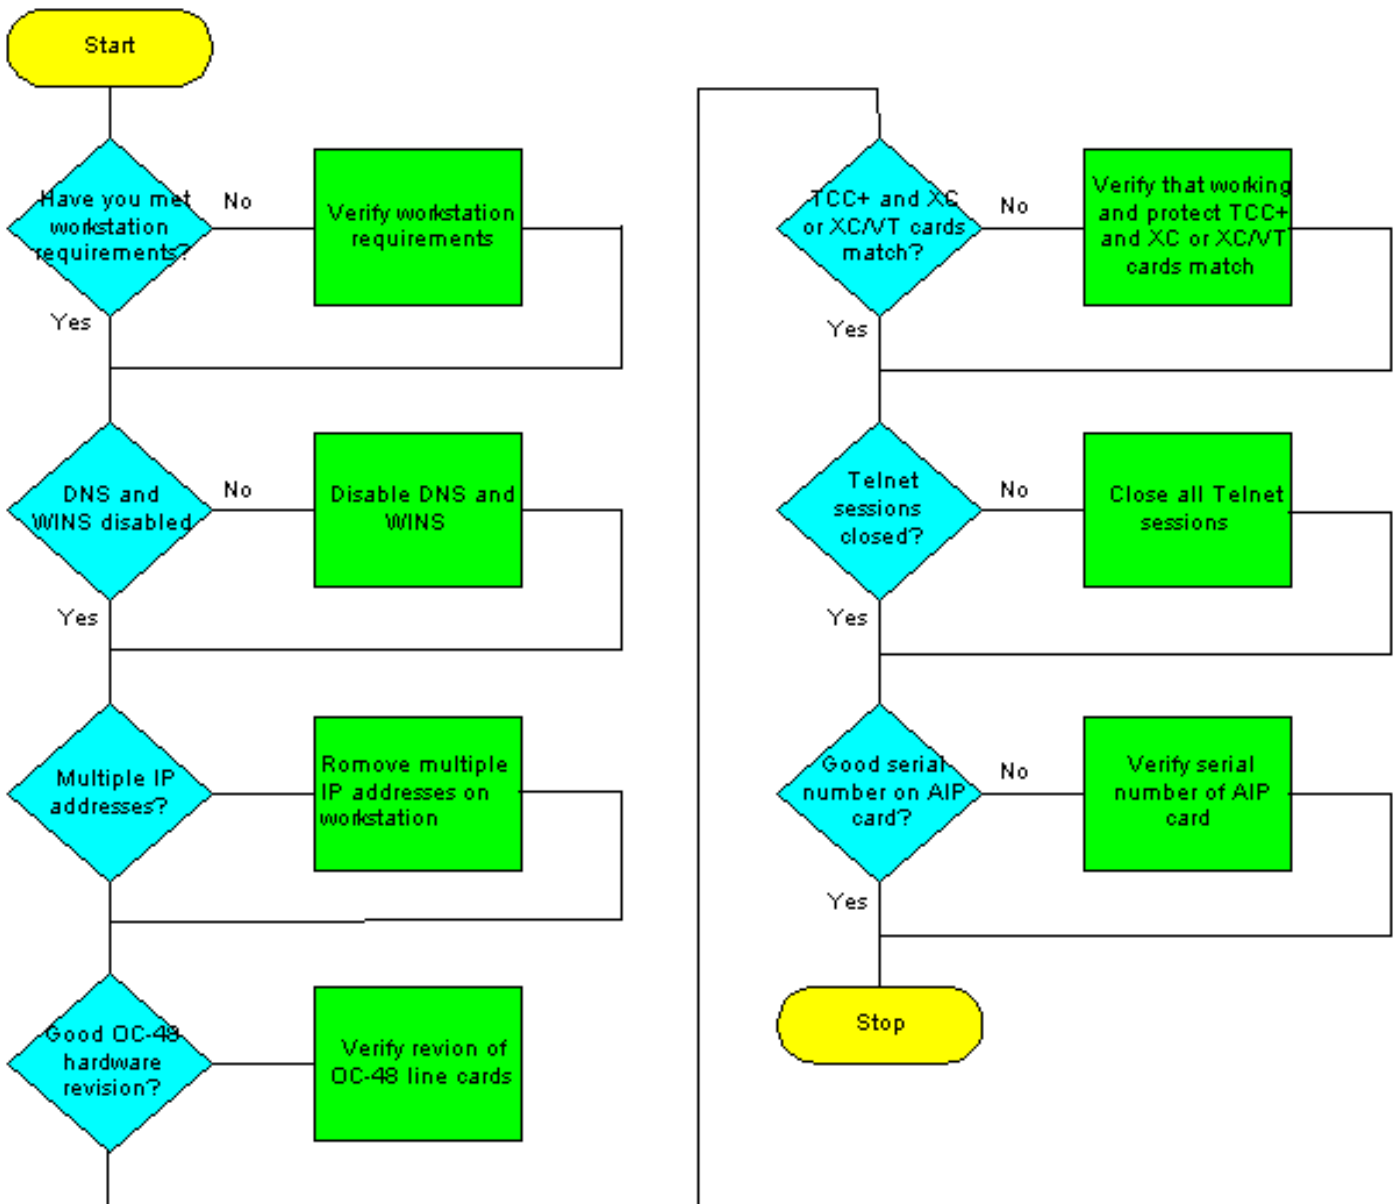 Start
Have you met
workstation
requirements?
No
Verify workstation
requirements
Yes
DNS and
WINS disabled
No
Disable DNS and
WINS
Yes
Multiple IP
addresses?
Romove multiple
IP addresses on
workstation
Good OC-48
hardware
revision?
Verify revion of
OC-48 line cards
TCC+ and XC
or XC/VT cards
match?
No
Verify that working
and protect TCC+
and XC or XC/VT
cards match
Yes
Telnet
sessions
closed?
No
Close all Telnet
sessions
Yes
Good serial
number on AIP
card?
No
Verify serial
number of AIP
card
Yes
Stop